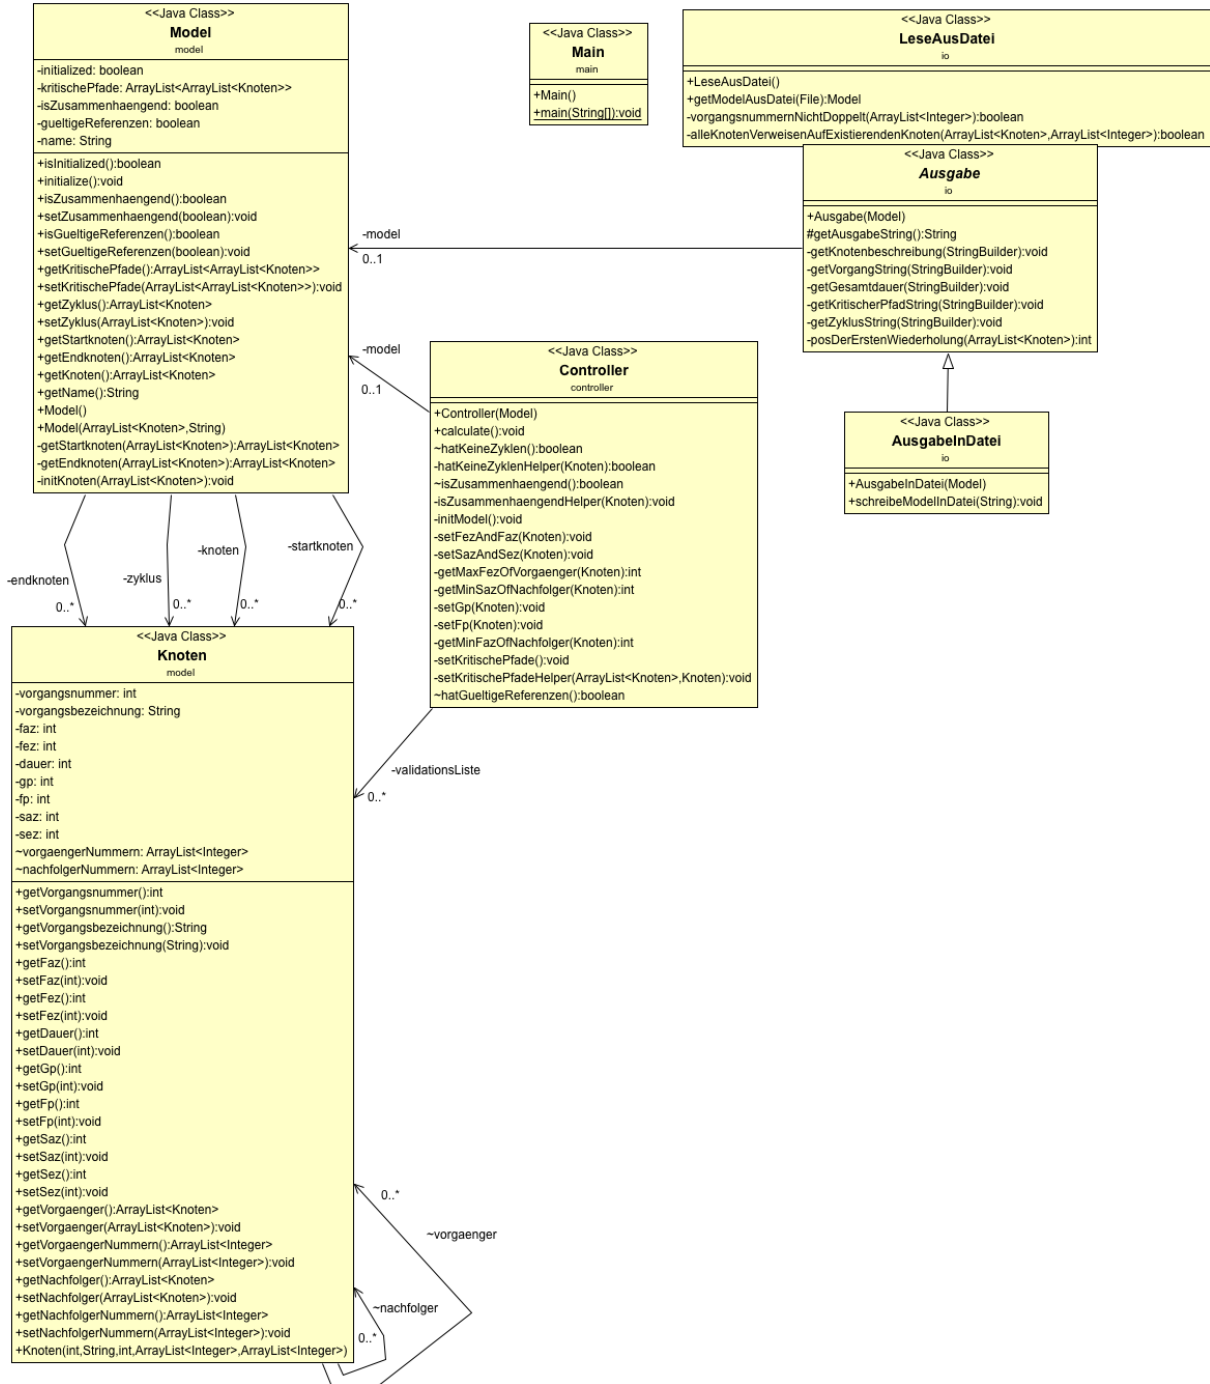 <<Java Class>>
Model
model
-initialized: boolean
-kritischePfade: ArrayList<ArrayList<Knoten>>
-isZusammenhaengend: boolean
-gueltigeReferenzen: boolean
-name: String
+isInitialized():boolean
+initialize():void
+isZusammenhaengend():boolean
+setZusammenhaengend(boolean):void
+isGueltigeReferenzen():boolean
+setGueltigeReferenzen(boolean):void
+getKritischePfade():ArrayList<ArrayList<Knoten>>
+setKritischePfade(ArrayList<ArrayList<Knoten>>):void
+getZyklus():ArrayList<Knoten>
+setZyklus(ArrayList<Knoten>):void
+getStartknoten():ArrayList<Knoten>
+getEndknoten():ArrayList<Knoten>
+getKnoten():ArrayList<Knoten>
+getName():String
+Model()
+Model(ArrayList<Knoten>,String)
-getStartknoten(ArrayList<Knoten>):ArrayList<Knoten>
-getEndknoten(ArrayList<Knoten>):ArrayList<Knoten>
-initKnoten(ArrayList<Knoten>):void
<<Java Class>>
Main
main
+Main()
+main(String[]):void
<<Java Class>>
LeseAusDatei
io
+LeseAusDatei()
+getModelAusDatei(File):Model
-vorgangsnummernNichtDoppelt(ArrayList<Integer>):boolean
-alleKnotenVerweisenAufExistierendenKnoten(ArrayList<Knoten>,ArrayList<Integer>):boolean
<<Java Class>>
Ausgabe
io
+Ausgabe(Model)
#getAusgabeString():String
-getKnotenbeschreibung(StringBuilder):void
-getVorgangString(StringBuilder):void
-getGesamtdauer(StringBuilder):void
-getKritischerPfadString(StringBuilder):void
-getZyklusString(StringBuilder):void
-posDerErstenWiederholung(ArrayList<Knoten>):int
-model
0..1
-model
0..1
<<Java Class>>
Controller
controller
+Controller(Model)
+calculate():void
~hatKeineZyklen():boolean
-hatKeineZyklenHelper(Knoten):boolean
~isZusammenhaengend():boolean
-isZusammenhaengendHelper(Knoten):void
-initModel():void
-setFezAndFaz(Knoten):void
-setSazAndSez(Knoten):void
-getMaxFezOfVorgaenger(Knoten):int
-getMinSazOfNachfolger(Knoten):int
-setGp(Knoten):void
-setFp(Knoten):void
-getMinFazOfNachfolger(Knoten):int
-setKritischePfade():void
-setKritischePfadeHelper(ArrayList<Knoten>,Knoten):void
~hatGueltigeReferenzen():boolean
<<Java Class>>
AusgabeInDatei
io
+AusgabeInDatei(Model)
+schreibeModelInDatei(String):void
-endknoten
0..*
-zyklus
0..*
-knoten
0..*
-startknoten
0..*
-validationsListe
0..*
<<Java Class>>
Knoten
model
-vorgangsnummer: int
-vorgangsbezeichnung: String
-faz: int
-fez: int
-dauer: int
-gp: int
-fp: int
-saz: int
-sez: int
~vorgaengerNummern: ArrayList<Integer>
~nachfolgerNummern: ArrayList<Integer>
+getVorgangsnummer():int
+setVorgangsnummer(int):void
+getVorgangsbezeichnung():String
+setVorgangsbezeichnung(String):void
+getFaz():int
+setFaz(int):void
+getFez():int
+setFez(int):void
+getDauer():int
+setDauer(int):void
+getGp():int
+setGp(int):void
+getFp():int
+setFp(int):void
+getSaz():int
+setSaz(int):void
+getSez():int
+setSez(int):void
+getVorgaenger():ArrayList<Knoten>
+setVorgaenger(ArrayList<Knoten>):void
+getVorgaengerNummern():ArrayList<Integer>
+setVorgaengerNummern(ArrayList<Integer>):void
+getNachfolger():ArrayList<Knoten>
+setNachfolger(ArrayList<Knoten>):void
+getNachfolgerNummern():ArrayList<Integer>
+setNachfolgerNummern(ArrayList<Integer>):void
+Knoten(int,String,int,ArrayList<Integer>,ArrayList<Integer>)
0..*
~vorgaenger
~nachfolger
0..*